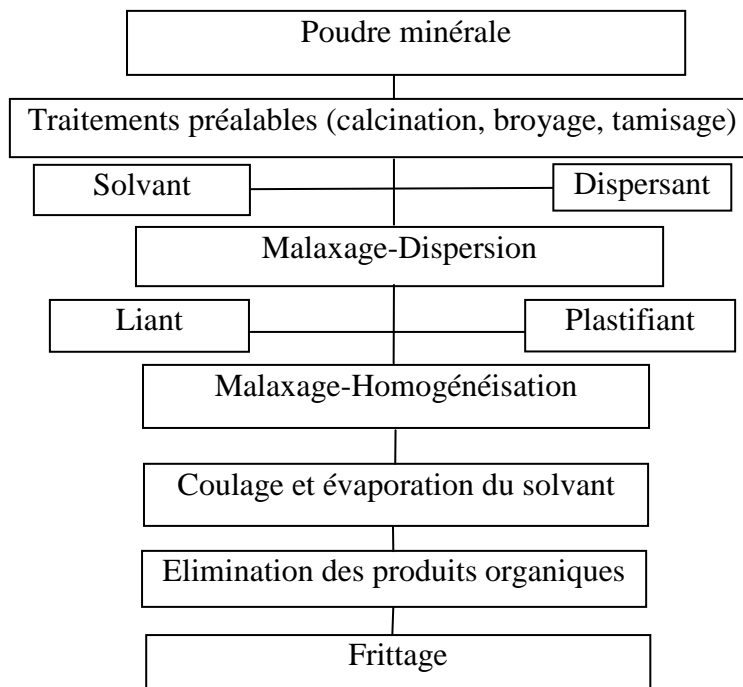 Poudre minérale
Traitements préalables (calcination, broyage, tamisage)
Solvant
Dispersant
Malaxage-Dispersion
Liant
Plastifiant
Malaxage-Homogénéisation
Coulage et évaporation du solvant
Elimination des produits organiques
Frittage